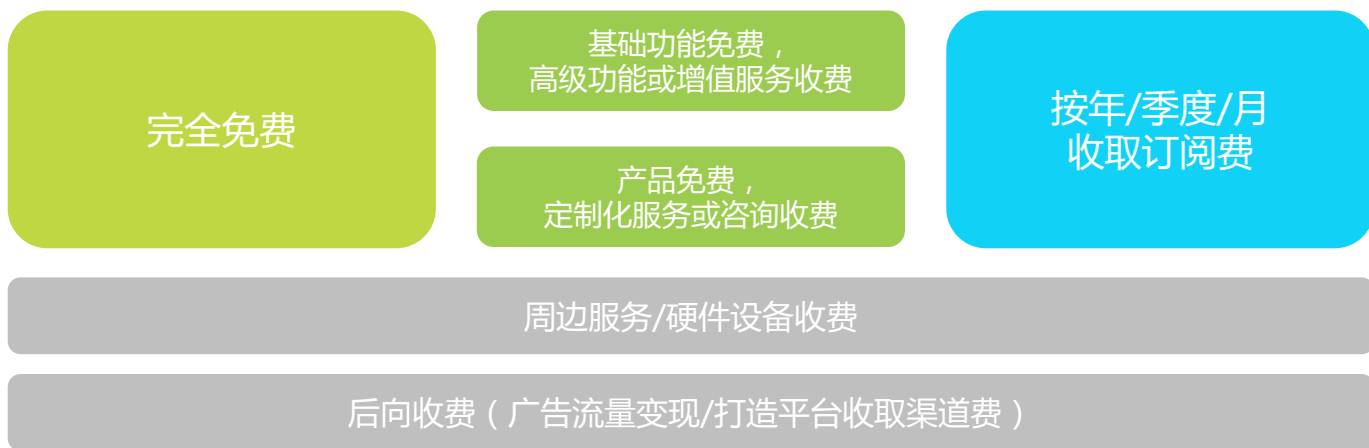 完全免费
基础功能免费，
高级功能或增值服务收费
产品免费，
定制化服务或咨询收费
按年/季度/月
收取订阅费
周边服务/硬件设备收费
后向收费（广告流量变现/打造平台收取渠道费）